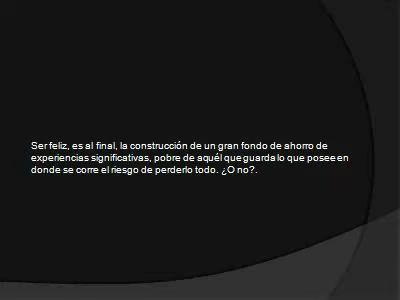 Ser feliz, es al final, la construcción de un gran fondo de ahorro de
experiencias significativas, pobre de aquél que guarda lo que posee en
donde se corre el riesgo de perderlo todo. ¿O no?.